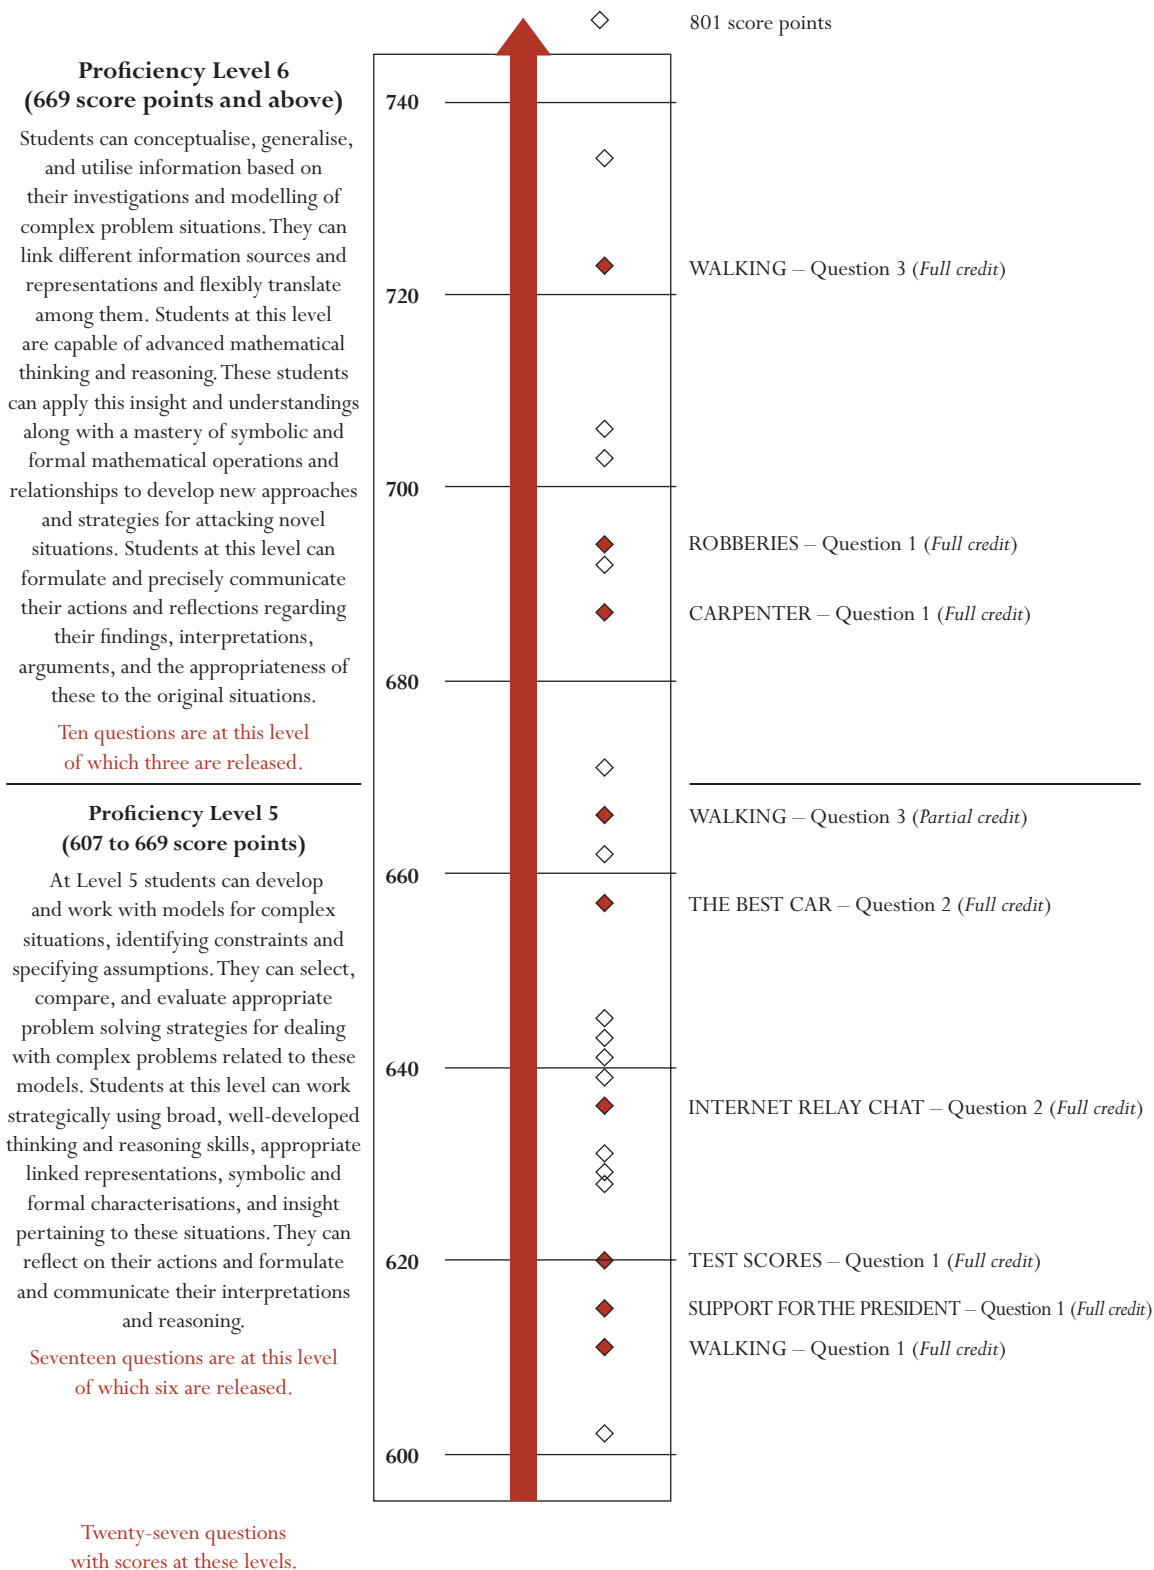 801 score points
Proficiency Level 6
(669 score points and above)
Students can conceptualise, generalise,
and utilise information based on
their investigations and modelling of
complex problem situations. They can
link different information sources and
representations and flexibly translate
among them. Students at this level
are capable of advanced mathematical
thinking and reasoning. These students
can apply this insight and understandings
along with a mastery of symbolic and
formal mathematical operations and
relationships to develop new approaches
and strategies for attacking novel
situations. Students at this level can
formulate and precisely communicate
their actions and reflections regarding
their findings, interpretations,
arguments, and the appropriateness of
these to the original situations.
Ten questions are at this level
of which three are released.
Proficiency Level 5
(607 to 669 score points)
At Level 5 students can develop
and work with models for complex
situations, identifying constraints and
specifying assumptions. They can select,
compare, and evaluate appropriate
problem solving strategies for dealing
with complex problems related to these
models. Students at this level can work
strategically using broad, well-developed
thinking and reasoning skills, appropriate
linked representations, symbolic and
formal characterisations, and insight
pertaining to these situations. They can
reflect on their actions and formulate
and communicate their interpretations
and reasoning.
Seventeen questions are at this level
of which six are released.
Twenty-seven questions
with scores at these levels.
740
720
700
680
660
640
620
600
WALKING – Question 3 (Full credit)
ROBBERIES – Question 1 (Full credit)
CARPENTER – Question 1 (Full credit)
WALKING – Question 3 (Partial credit)
THE BEST CAR – Question 2 (Full credit)
INTERNET RELAY CHAT – Question 2 (Full credit)
TEST SCORES – Question 1 (Full credit)
SUPPORT FOR THE PRESIDENT – Question 1 (Full credit)
WALKING – Question 1 (Full credit)